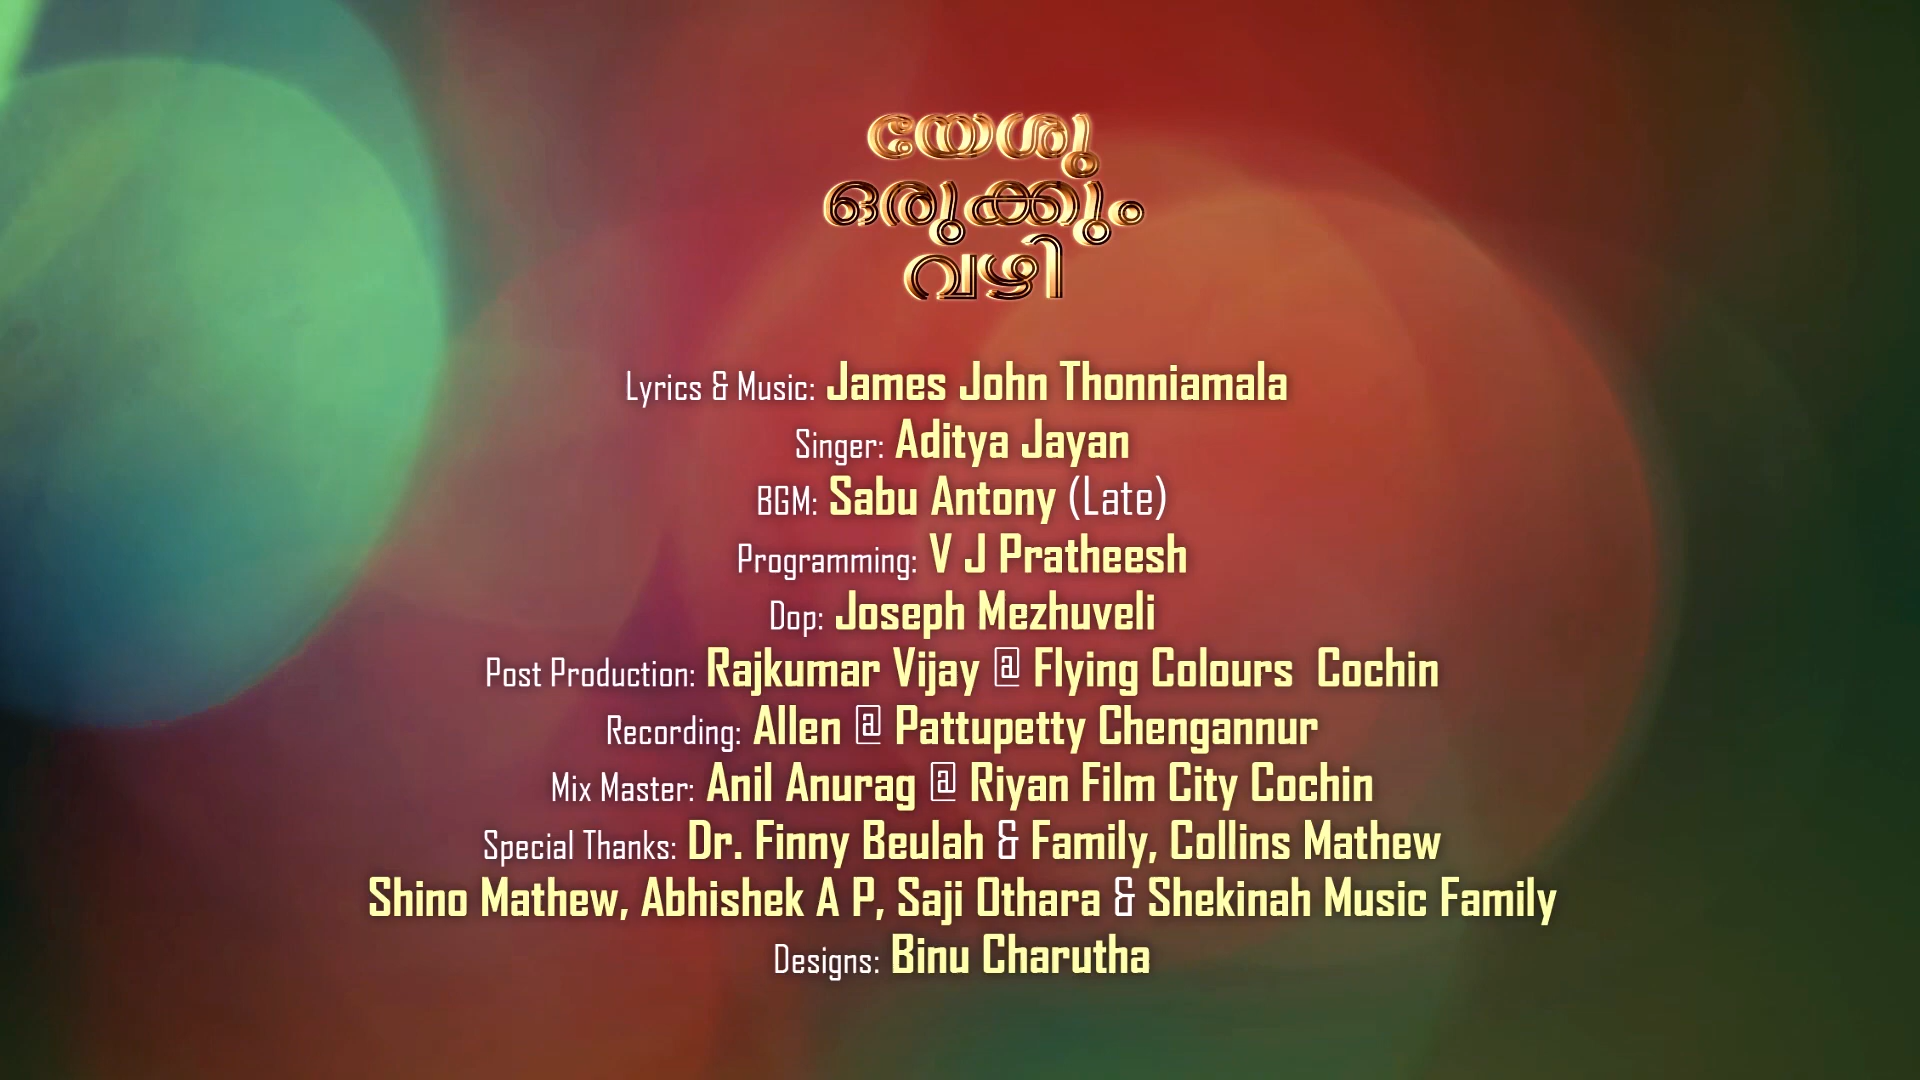 യേശു
ഒരുക്കും
വഴി
Lyrics & Music: James John Thonniamala
Singer: Aditya Jayan
BGM: Sabu Antony (Late)
Programming: V J Pratheesh
Dop: Joseph Mezhuveli
Post Production: Rajkumar Vijay @ Flying Colours  Cochin
Recording: Allen @ Pattupetty Chengannur
Mix Master: Anil Anurag @ Riyan Film City Cochin
Special Thanks: Dr. Finny Beulah & Family, Collins Mathew
Shino Mathew, Abhishek A P, Saji Othara & Shekinah Music Family
Designs: Binu Charutha